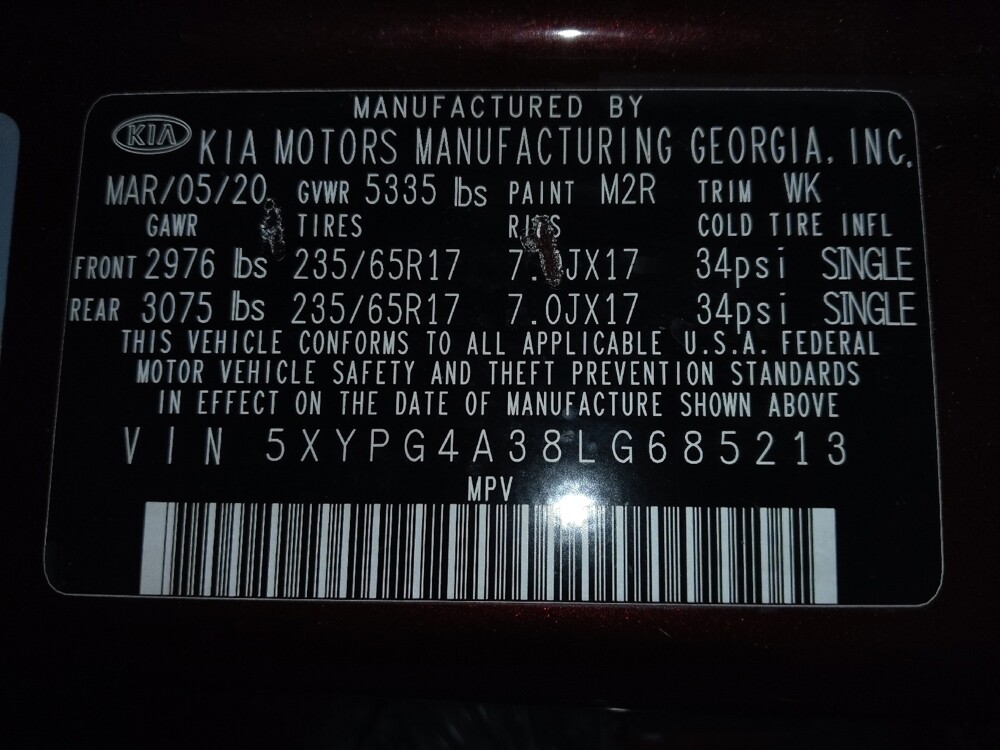 MANUFACTURED BY
KIA KIA MOTORS MANUFACTURING GEORGIA, INC.
MAR/05/20 GVWR 5335 lbs PAINT M2R TRIM WK
GAWR TIRES COLD TIRE INFL
FRONT 2976 lbs 235/65R17 34psi SINGLE
REAR 3075 lbs 235/65R17 7.0JX17 34psi SINGLE
THIS VEHICLE CONFORMS TO ALL APPLICABLE U.S.A. FEDERAL
MOTOR VEHICLE SAFETY AND THEFT PREVENTION STANDARDS
IN EFFECT ON THE DATE OF MANUFACTURE SHOWN ABOVE
VIN 5XYPG4A38LG685213
MPV